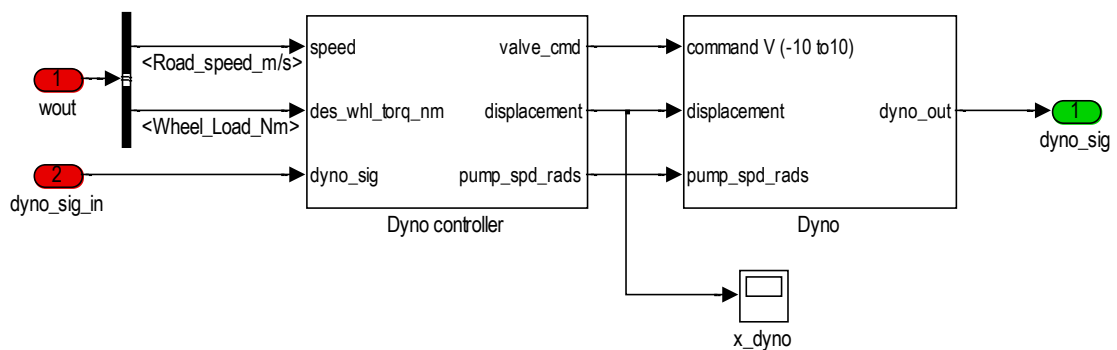 speed
valve_cmd
command V (-10 to10)
<Road_speed_m/s>
1
wout
des_whl_torq_nm
displacement
displacement
dyno_out
1
dyno_sig
<Wheel_Load_Nm>
2
dyno_sig_in
dyno_sig
pump_spd_rads
pump_spd_rads
Dyno controller
Dyno
x_dyno